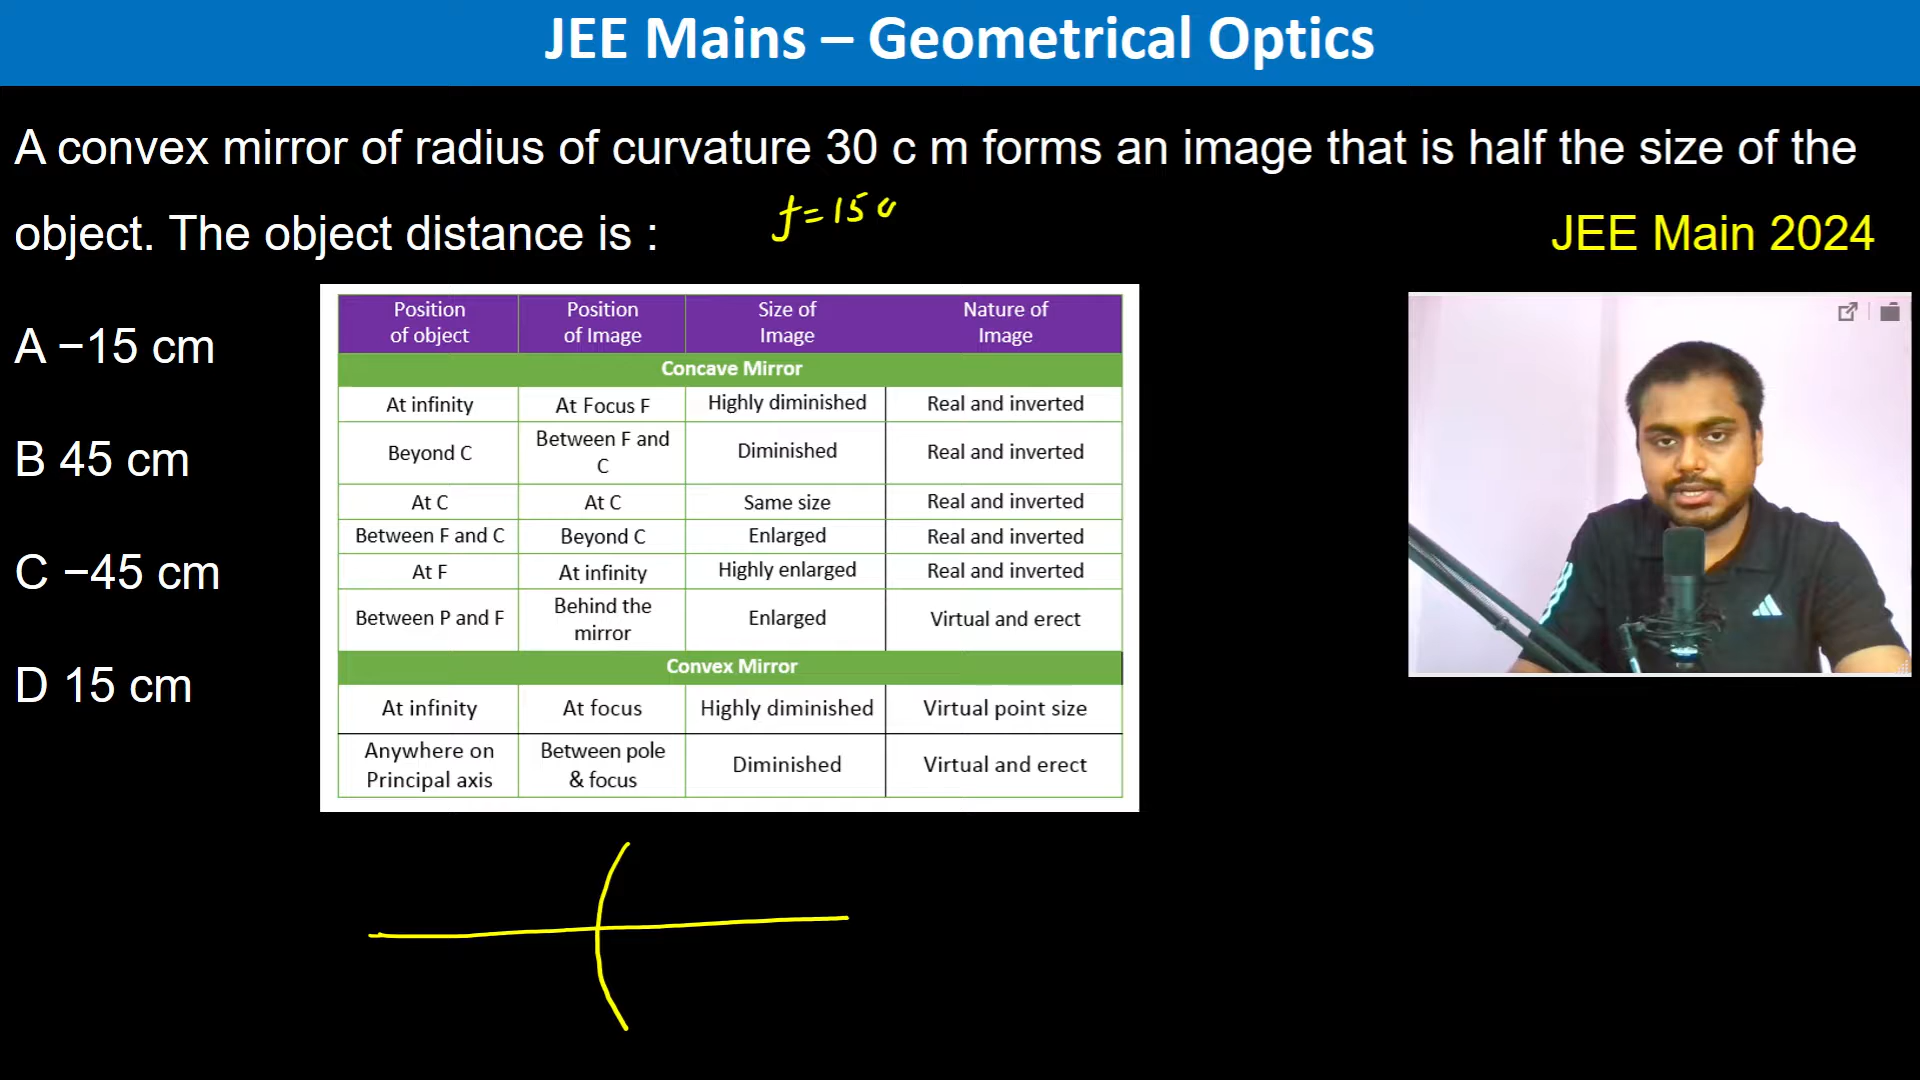 JEE Mains – Geometrical Optics
A convex mirror of radius of curvature 30 c m forms an image that is half the size of the
object. The object distance is :
f = 15 c
JEE Main 2024
A −15 cm
B 45 cm
C −45 cm
D 15 cm
Position of object Position of Image Size of Image Nature of Image
Concave Mirror
At infinity At Focus F Highly diminished Real and inverted
Beyond C Between F and C Diminished Real and inverted
At C At C Same size Real and inverted
Between F and C Beyond C Enlarged Real and inverted
At F At infinity Highly enlarged Real and inverted
Between P and F Behind the mirror Enlarged Virtual and erect
Convex Mirror
At infinity At focus Highly diminished Virtual point size
Anywhere on Principal axis Between pole & focus Diminished Virtual and erect